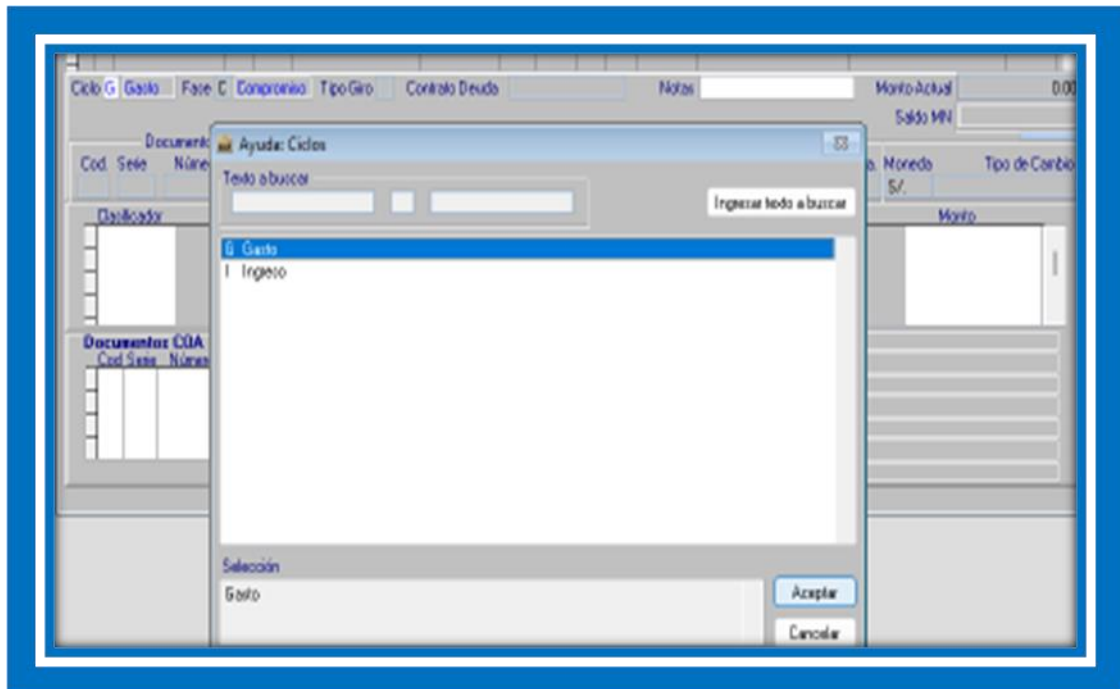 Ciclo G Gasto Fase C Compromiso Tipo Giro Contrato Deuda Notas Monto Actual 0.00
Saldo MN
Documento
Cod. Serie Núme
a. Moneda Tipo de Cambio
S/.
Clasificador
Monto
Documentos COA
Cod Serie Númer
Ayuda: Ciclos
Texto a buscar
Ingresar texto a buscar
G Gasto
I Ingreso
Selección
Gasto
Aceptar
Cancelar